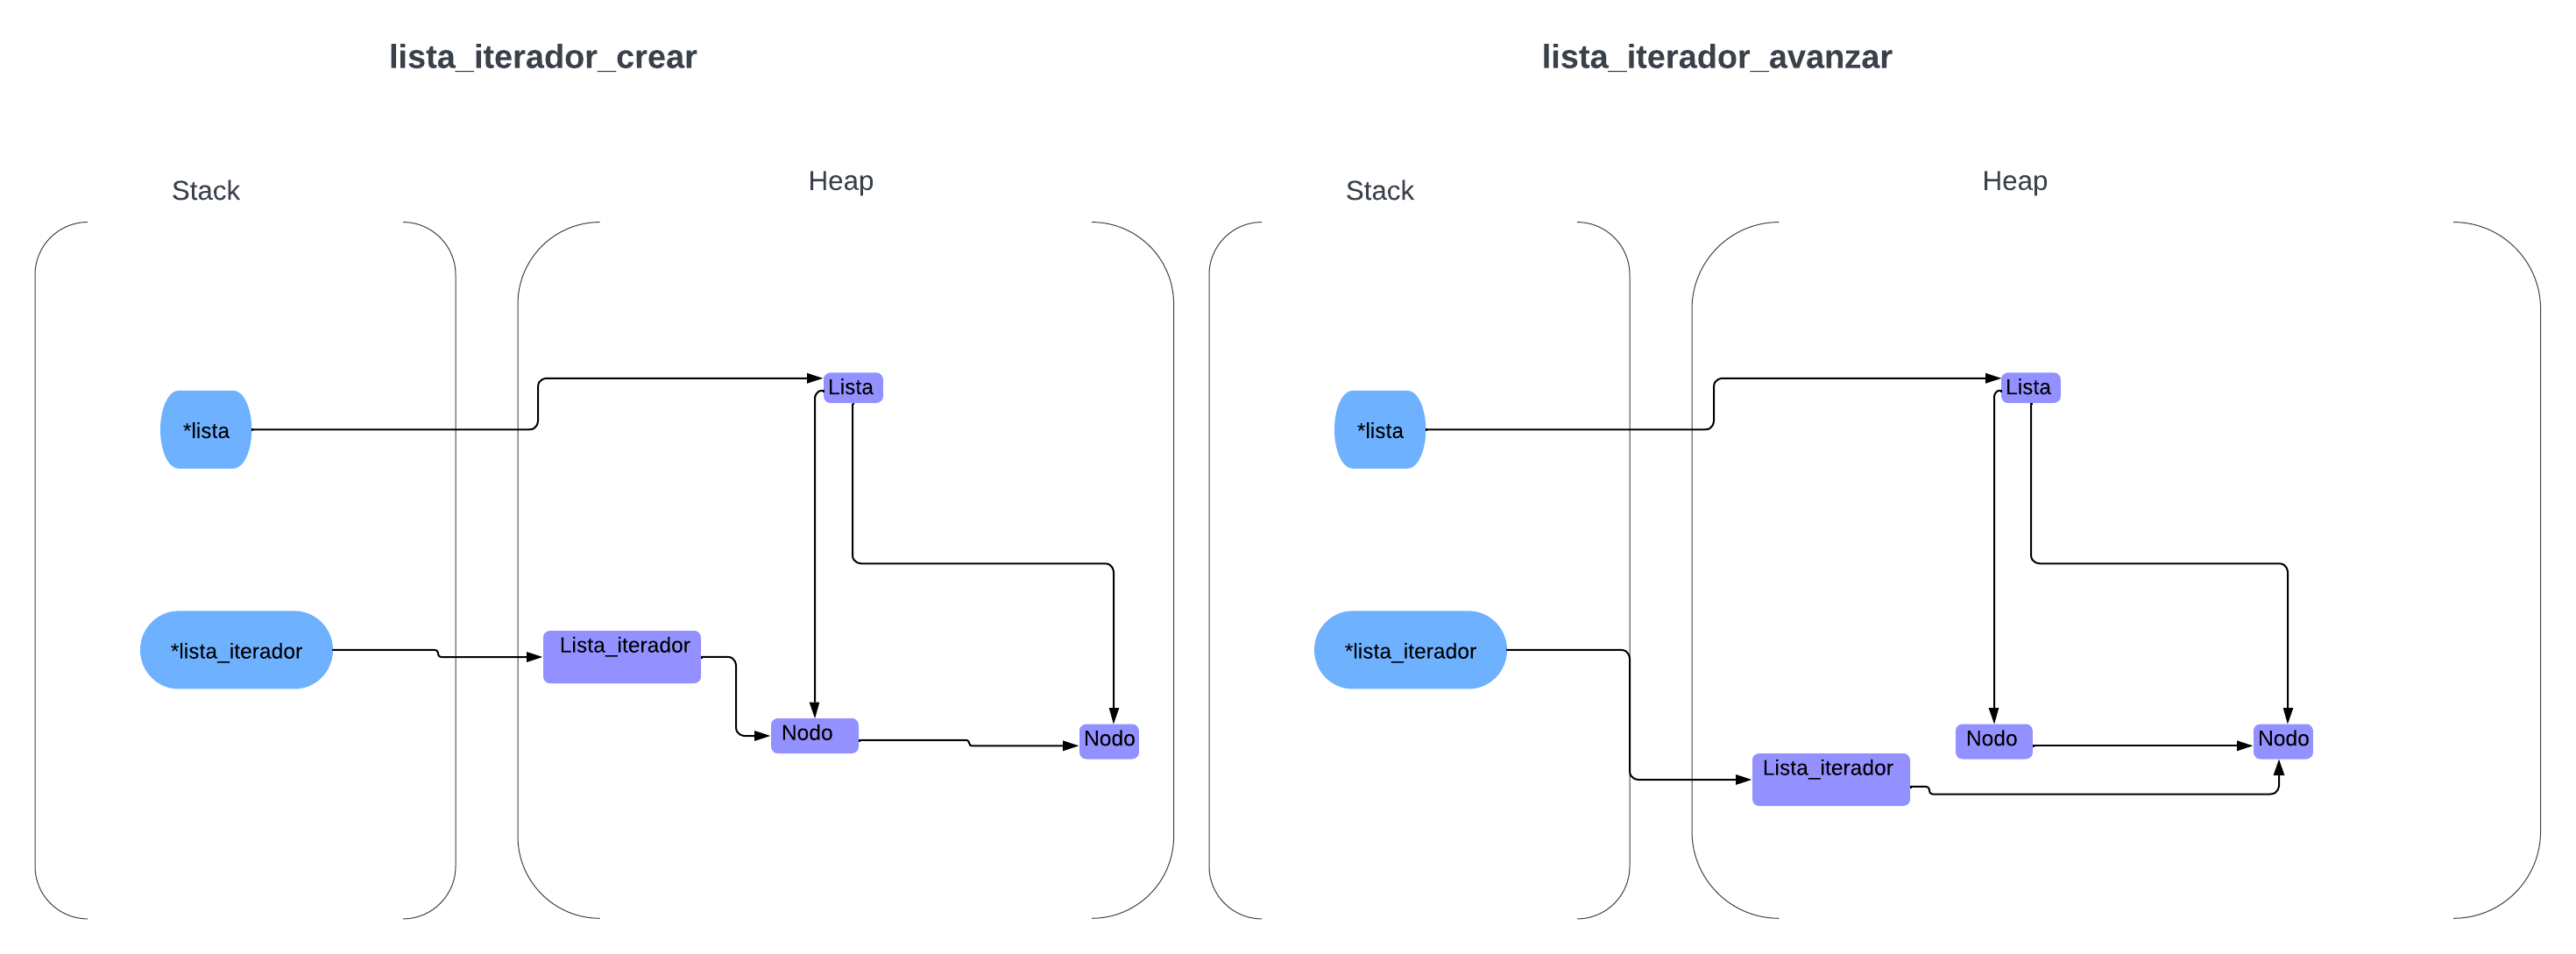 lista_iterador_crear
Stack
Heap
*lista
Lista
*lista_iterador
Lista_iterador
Nodo
Nodo
lista_iterador_avanzar
Stack
Heap
*lista
Lista
*lista_iterador
Nodo
Nodo
Lista_iterador